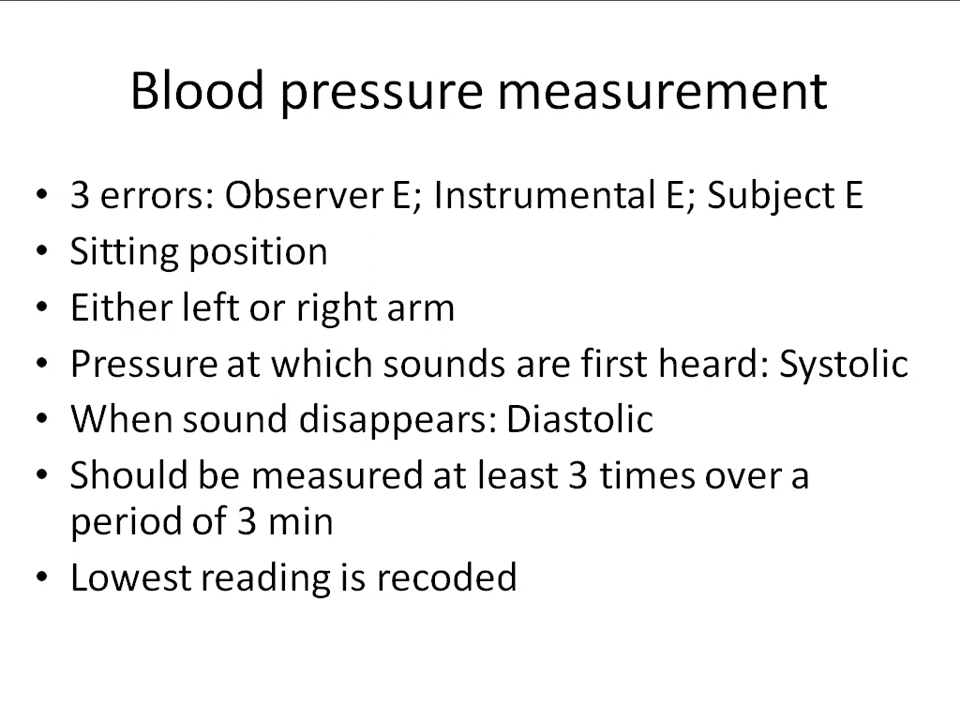 Blood pressure measurement
• 3 errors: Observer E; Instrumental E; Subject E
• Sitting position
• Either left or right arm
• Pressure at which sounds are first heard: Systolic
• When sound disappears: Diastolic
• Should be measured at least 3 times over a
period of 3 min
• Lowest reading is recoded